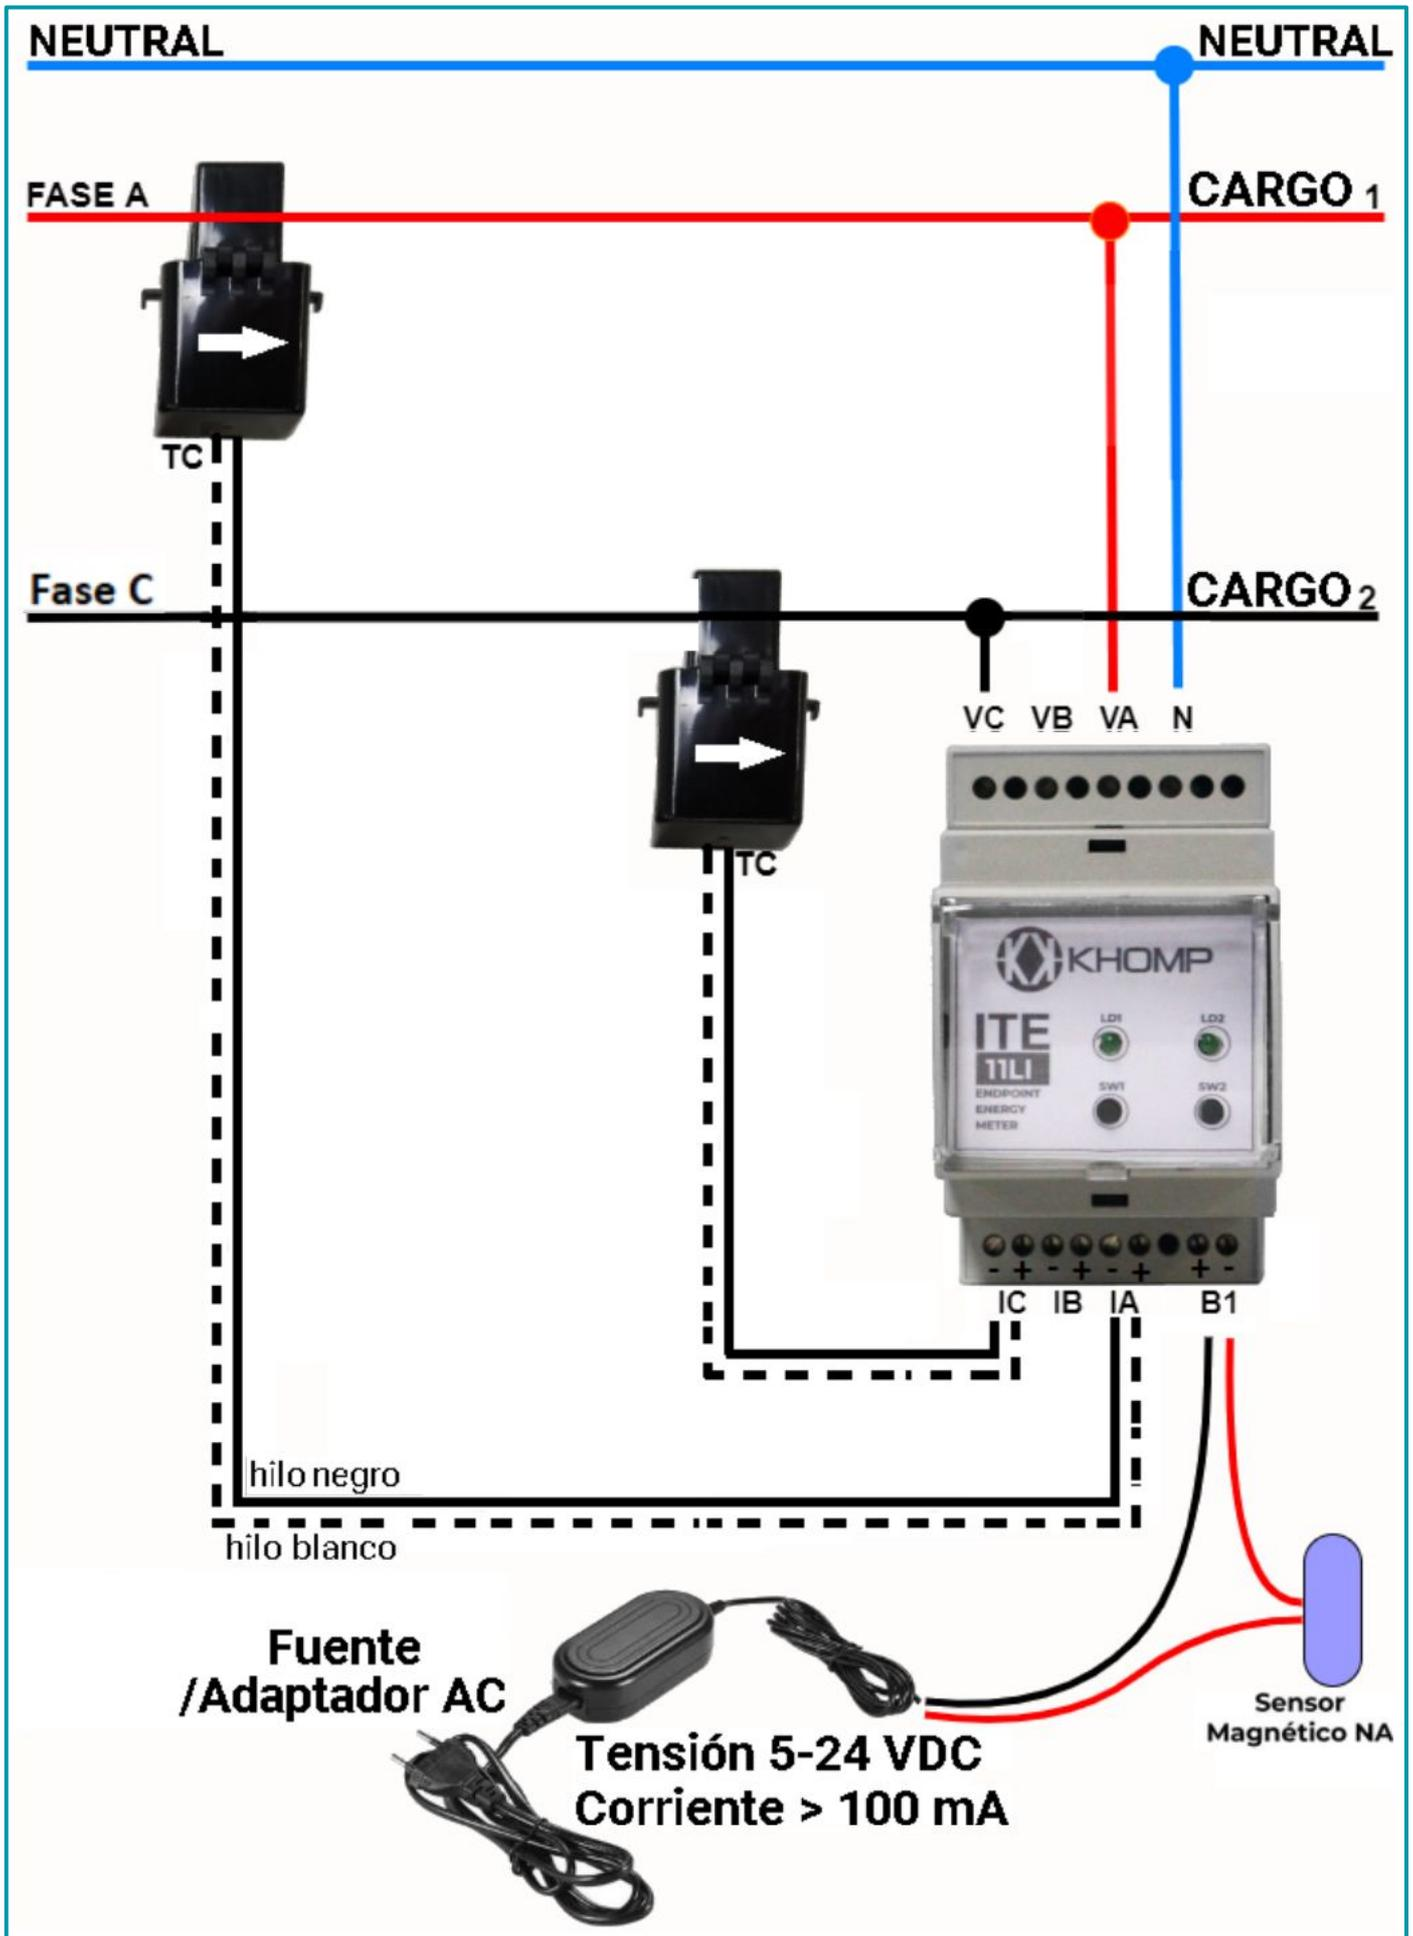 NEUTRAL NEUTRAL
FASE A CARGO 1
TC
Fase C CARGO 2
VC VB VA N
TC
KHOMP
LD1 LD2
ITE
11LI
SW1 SW2
ENDPOINT
ENERGY
METER
- + - + - + + -
IC IB IA B1
hilo negro
hilo blanco
Fuente
/Adaptador AC
Sensor
Magnético NA
Tensión 5-24 VDC
Corriente > 100 mA